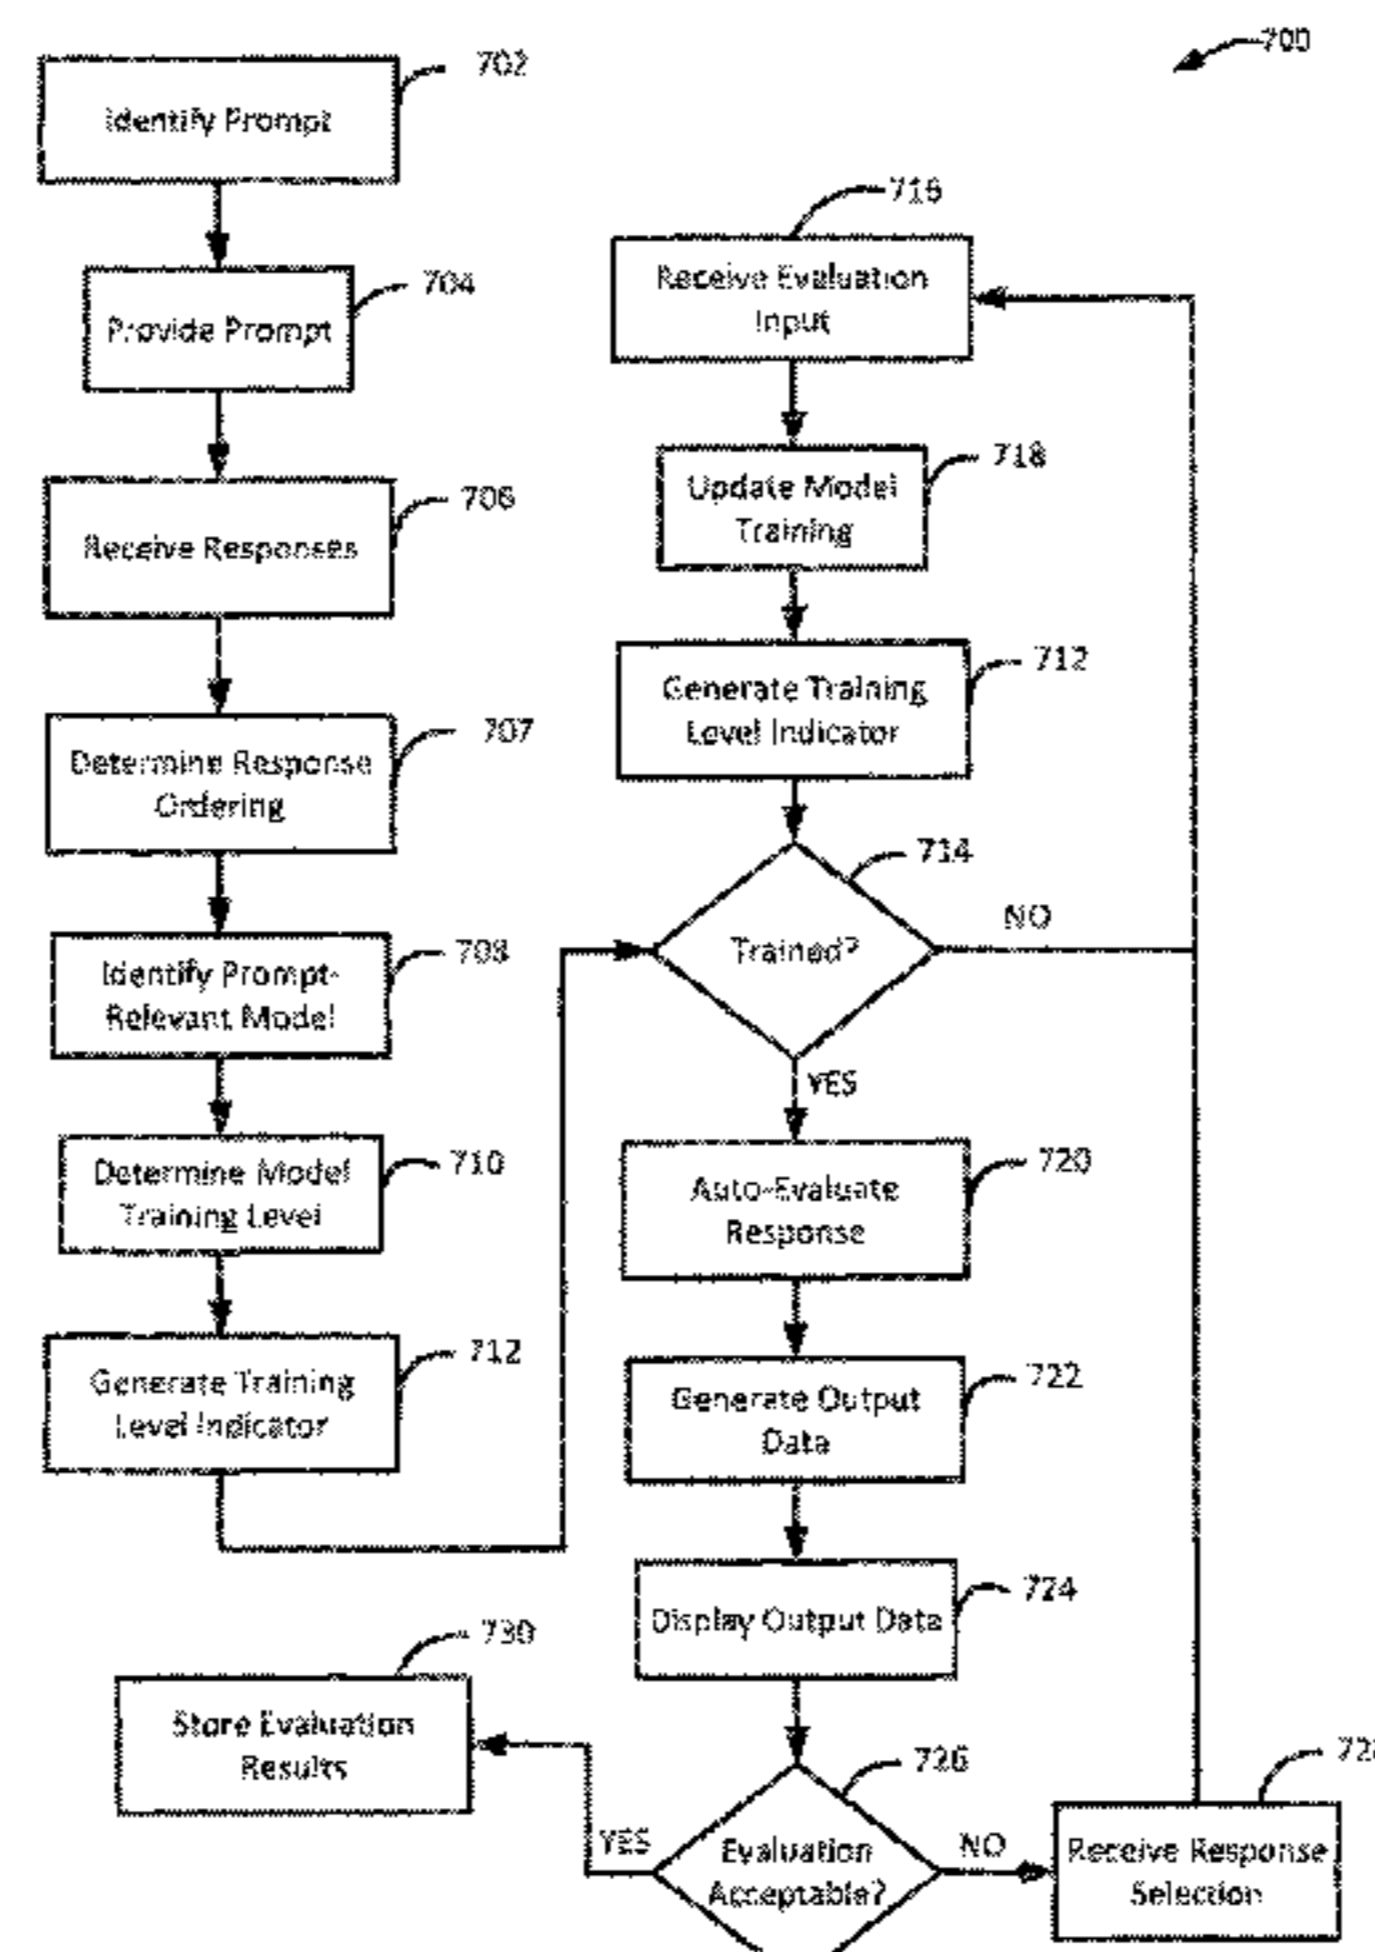 700
702
Identify Prompt
704
Provide Prompt
706
Receive Responses
707
Determine Response
Ordering
708
Identify Prompt-
Relevant Model
710
Determine Model
Training Level
712
Generate Training
Level Indicator
716
Receive Evaluation
Input
718
Update Model
Training
712
Generate Training
Level Indicator
714
Trained?
NO
YES
720
Auto-Evaluate
Response
722
Generate Output
Data
724
Display Output Data
726
Evaluation
Acceptable?
YES
NO
730
Store Evaluation
Results
Receive Response
Selection